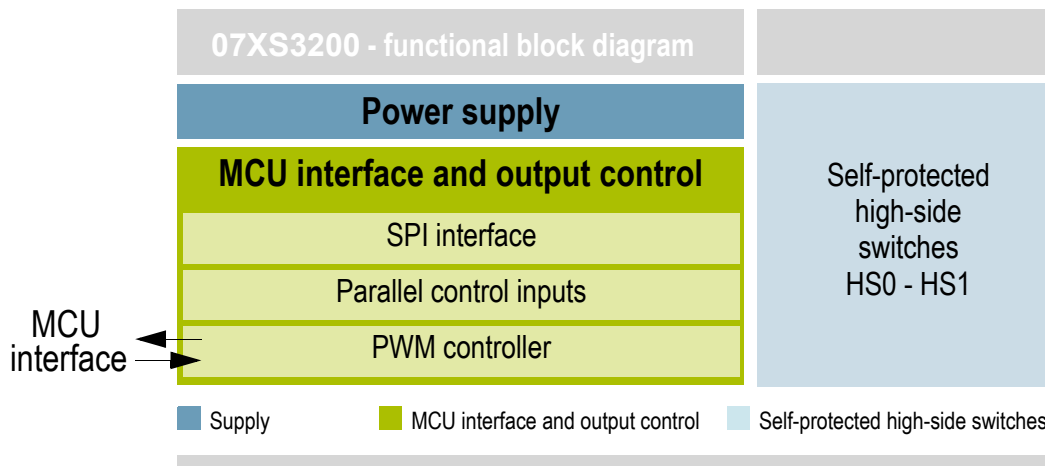 07XS3200 - functional block diagram
Power supply
MCU interface and output control
SPI interface
Parallel control inputs
PWM controller
MCU
interface
Self-protected
high-side
switches
HS0 - HS1
Supply
MCU interface and output control
Self-protected high-side switches